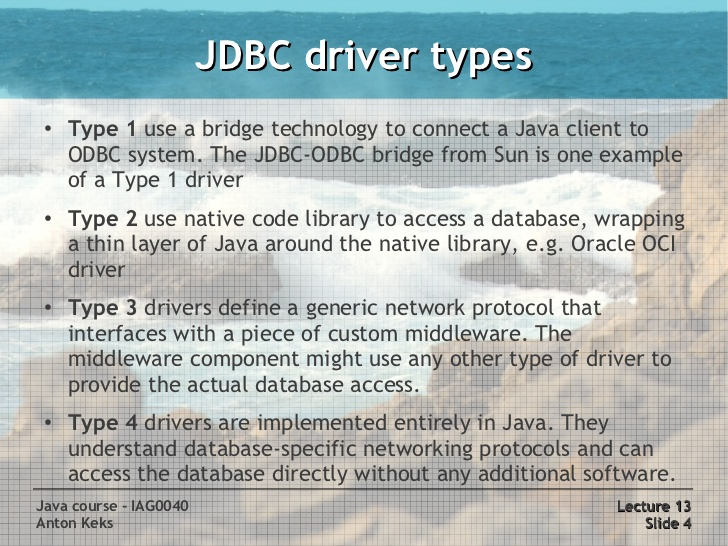 JDBC driver types
• Type 1 use a bridge technology to connect a Java client to
ODBC system. The JDBC-ODBC bridge from Sun is one example
of a Type 1 driver
• Type 2 use native code library to access a database, wrapping
a thin layer of Java around the native library, e.g. Oracle OCI
driver
• Type 3 drivers define a generic network protocol that
interfaces with a piece of custom middleware. The
middleware component might use any other type of driver to
provide the actual database access.
• Type 4 drivers are implemented entirely in Java. They
understand database-specific networking protocols and can
access the database directly without any additional software.
Java course – IAG0040
Anton Keks
Lecture 13
Slide 4